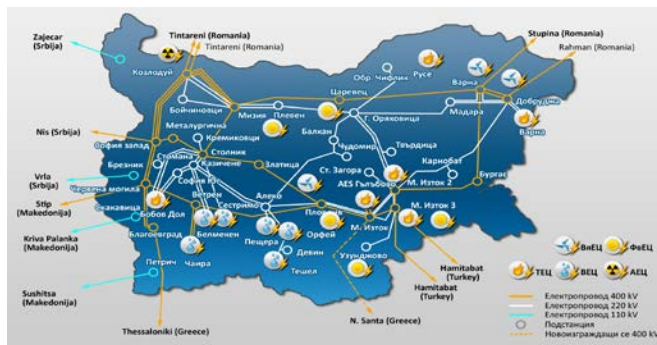 Zajecar
(Srbija)
Tintareni (Romania)
Tintareni (Romania)
Stupina (Romania)
Rahman (Romania)
Козлодуй
Обр. Чифлик
Русе
Варна
Добруджа
Бойчиновци
Мизия
Плевен
Царевец
Г. Оряховица
Мадара
Варна
Металургична
Кремиковци
Балкан
Nis (Srbija)
София запад
Столник
Чудомир
Твърдица
Казичене
Златица
Карнобат
Брезник
Стомана
Ст. Загора
Vrla
(Srbija)
София Юг
AES Гълъбово
М. Изток 2
Бургас
Червена могила
Ветрен
Алеко
Stip
(Makedonija)
Сестримо
Пловдив
М. Изток 3
Скакавица
Бобов Дол
Белмекен
Орфей
М. Изток
Kriva Palanka
(Makedonija)
Благоевград
Пещера
Девин
Узунджово
Петрич
Чаира
Тешел
Sushitsa
(Makedonija)
Hamitabat
(Turkey)
Hamitabat
(Turkey)
Thessaloniki (Greece)
N. Santa (Greece)
ВяЕЦ
ФвЕЦ
ТЕЦ
ВЕЦ
АЕЦ
Електропровод 400 kV
Електропровод 220 kV
Електропровод 110 kV
Подстанция
Новоизграждащи се 400 kV